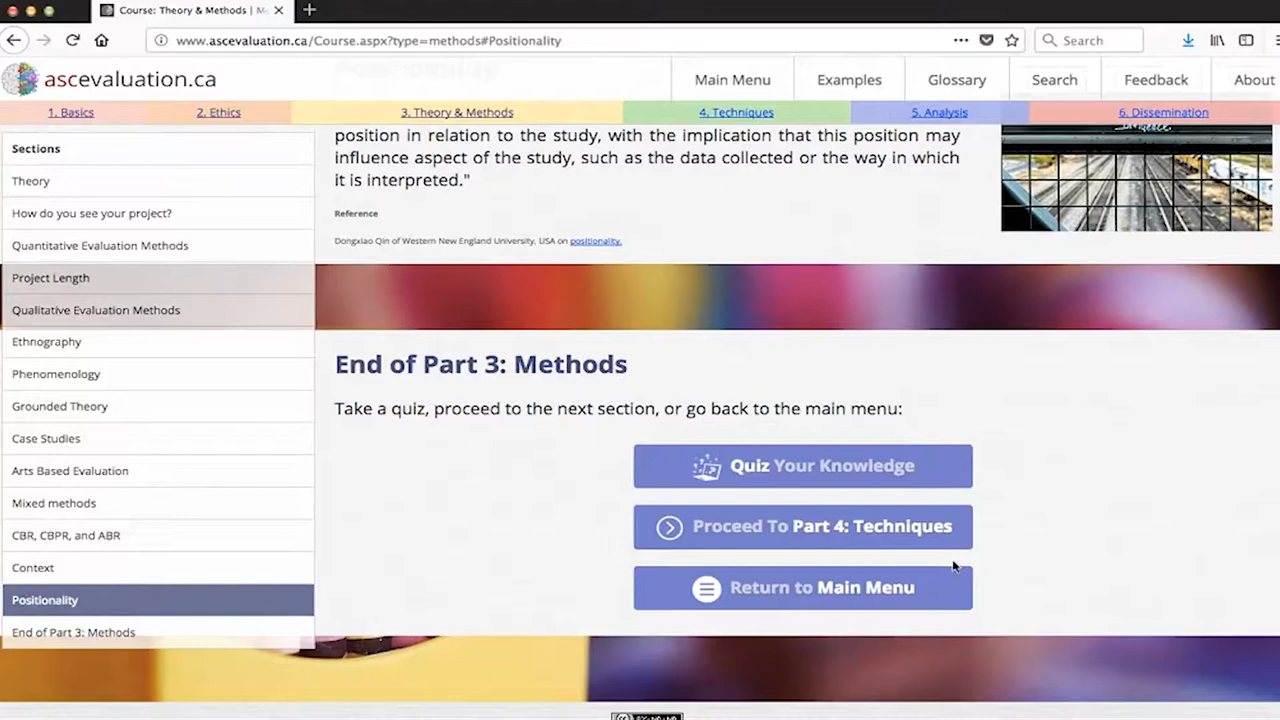 Course: Theory & Methods | M
www.ascevaluation.ca/Course.aspx?type=methods#Positionality
Search
ascevaluation.ca
Main Menu
Examples
Glossary
Search
Feedback
About
1. Basics
2. Ethics
3. Theory & Methods
4. Techniques
5. Analysis
6. Dissemination
Sections
Theory
How do you see your project?
Quantitative Evaluation Methods
Project Length
Qualitative Evaluation Methods
Ethnography
Phenomenology
Grounded Theory
Case Studies
Arts Based Evaluation
Mixed methods
CBR, CBPR, and ABR
Context
Positionality
End of Part 3: Methods
position in relation to the study, with the implication that this position may
influence aspect of the study, such as the data collected or the way in which
it is interpreted."
Reference
Dongxiao Qin of Western New England University, USA on positionality.
End of Part 3: Methods
Take a quiz, proceed to the next section, or go back to the main menu:
Quiz Your Knowledge
Proceed To Part 4: Techniques
Return to Main Menu